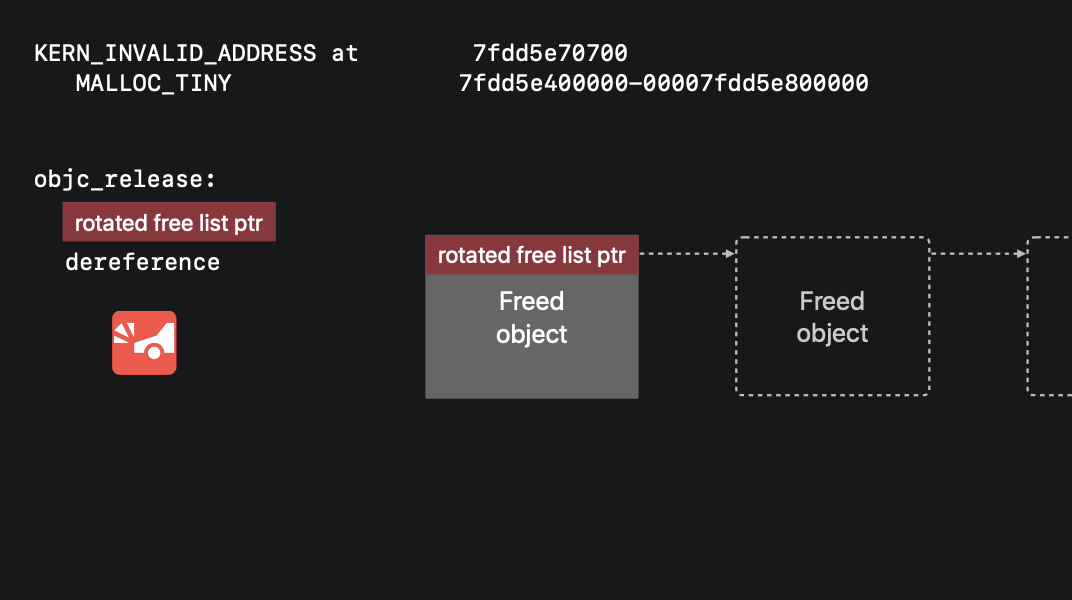 KERN_INVALID_ADDRESS at 7fdd5e70700
MALLOC_TINY 7fdd5e400000-00007fdd5e800000
objc_release:
rotated free list ptr
dereference
rotated free list ptr
Freed
object
Freed
object